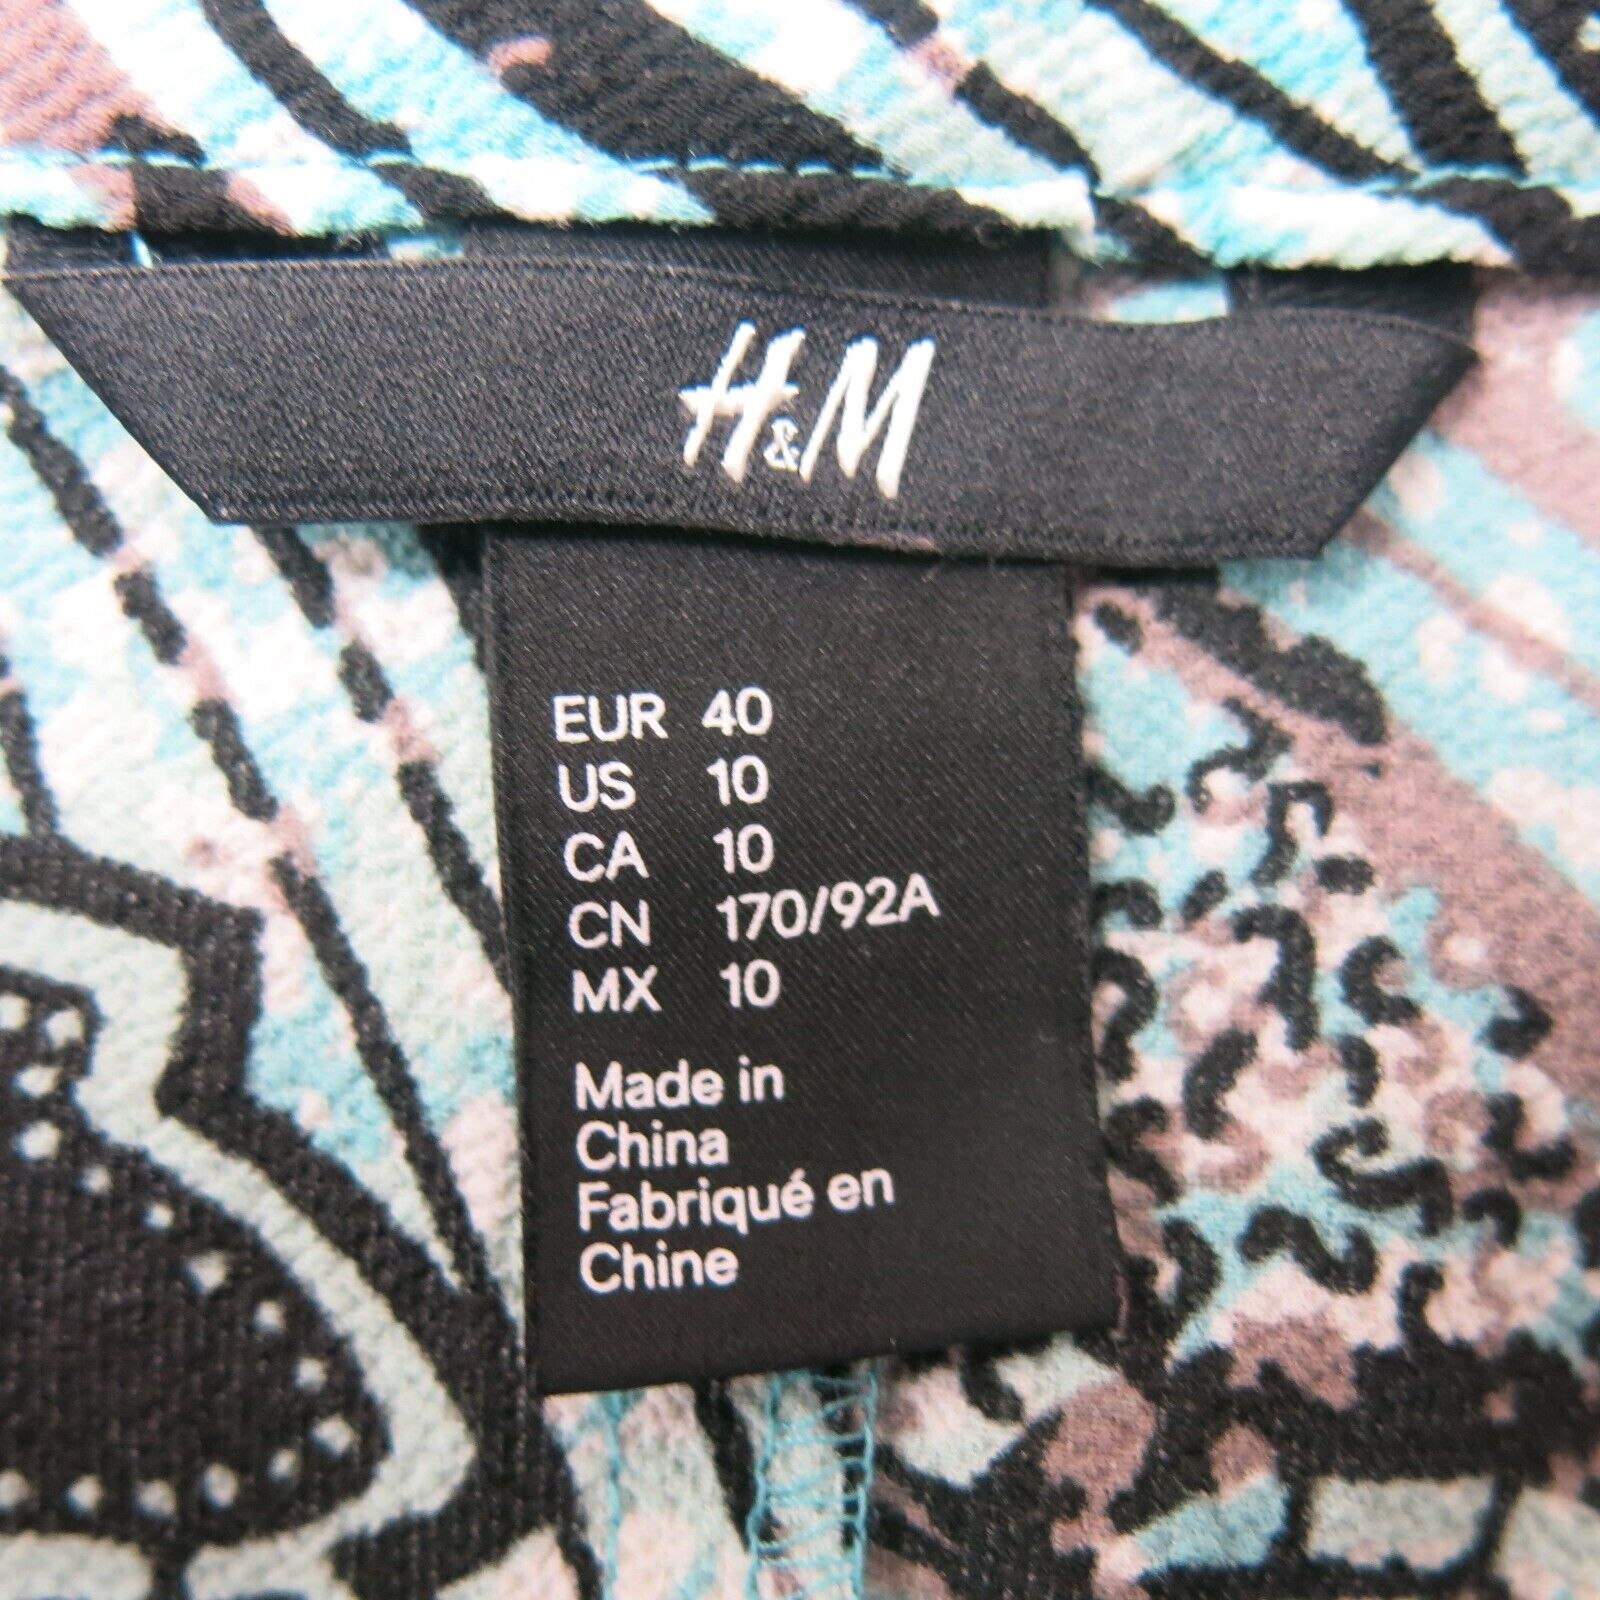 H&M
EUR 40
US 10
CA 10
CN 170/92A
MX 10
Made in
China
Fabriqué en
Chine